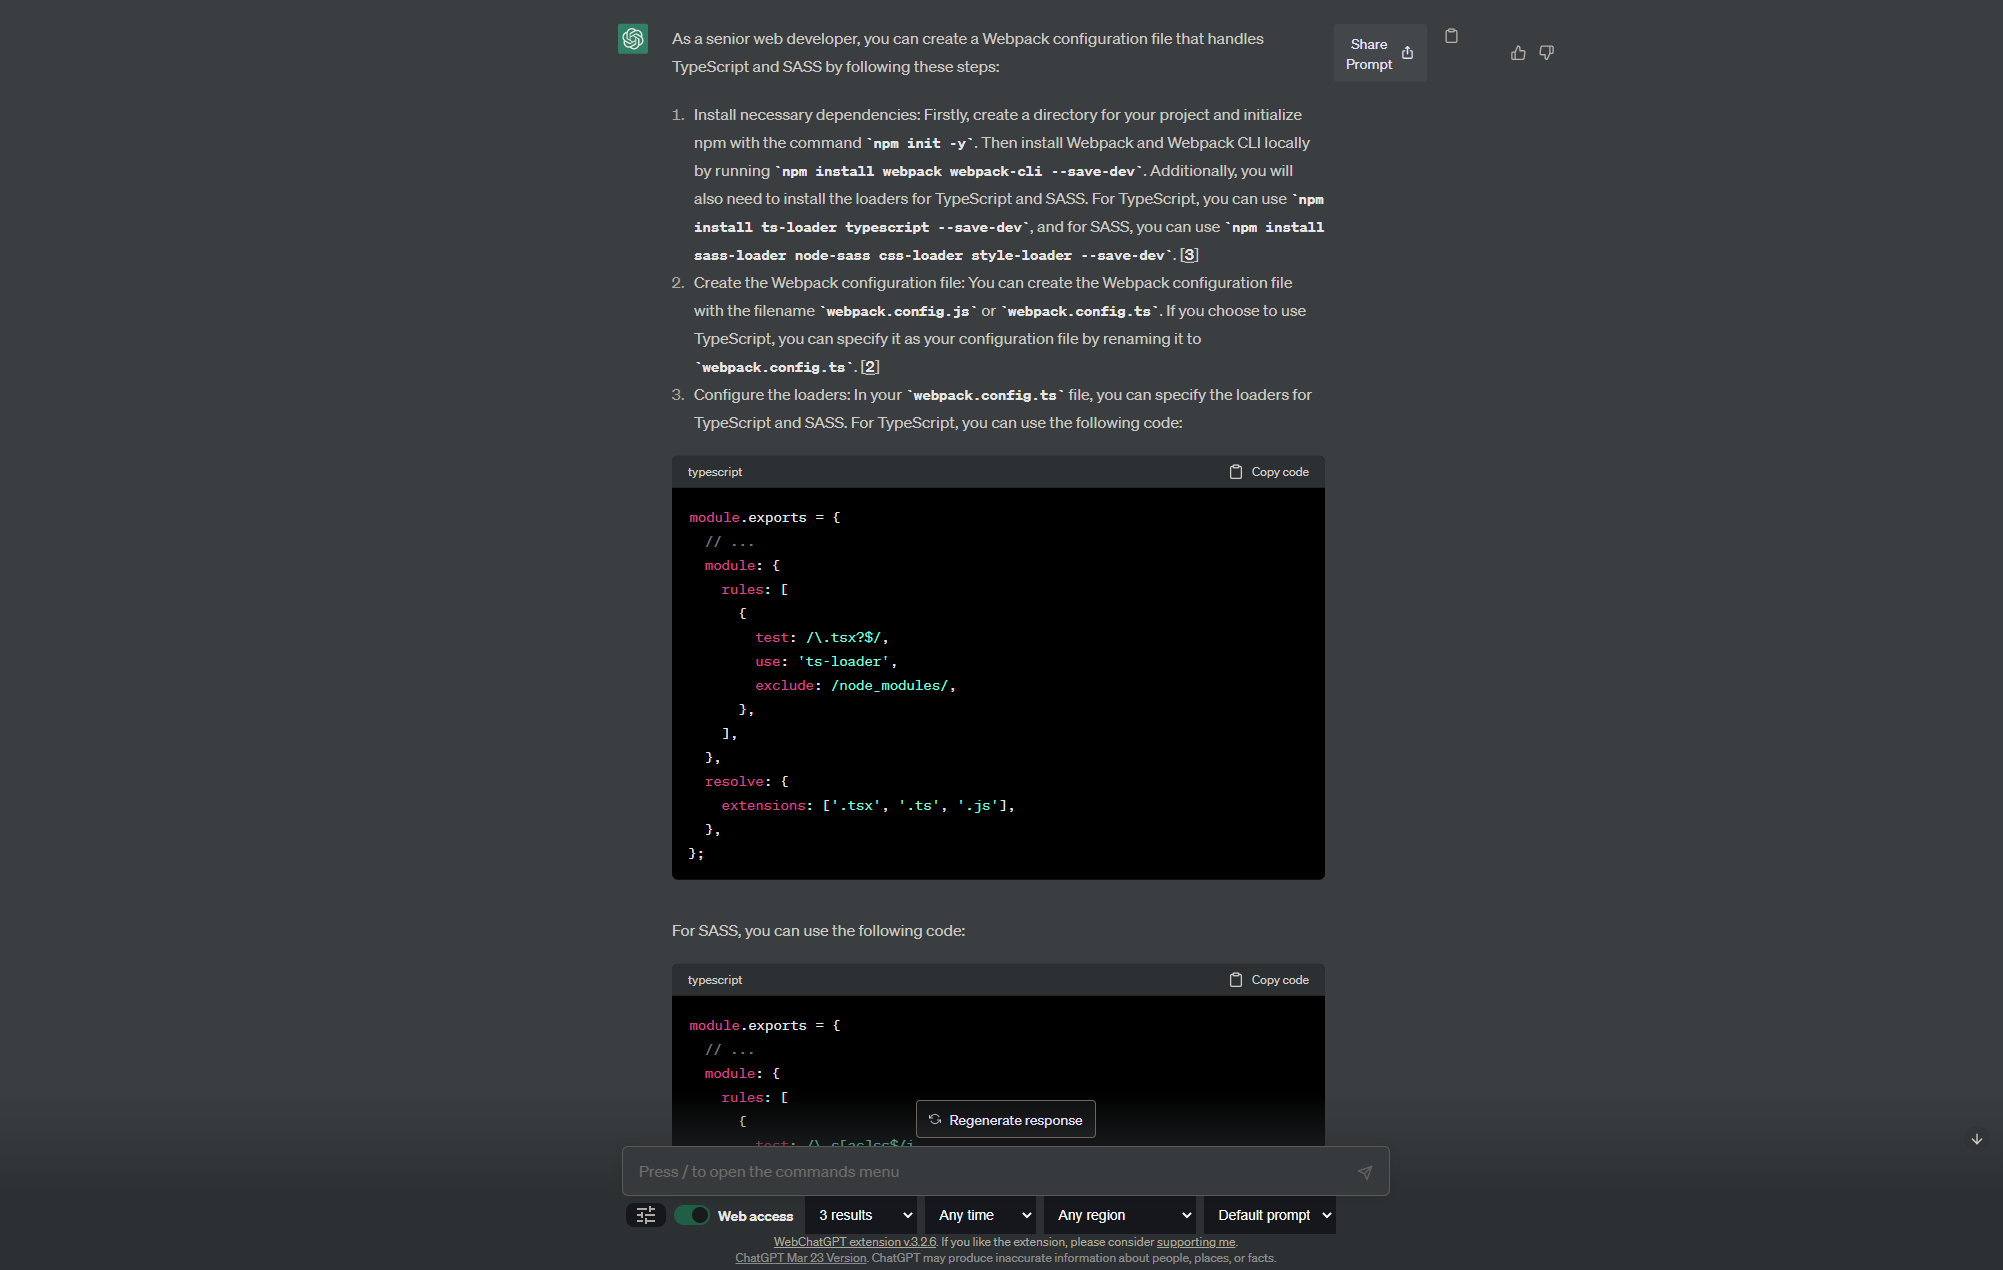 As a senior web developer, you can create a Webpack configuration file that handles
TypeScript and SASS by following these steps:
Share
Prompt
1. Install necessary dependencies: Firstly, create a directory for your project and initialize
npm with the command `npm init -y`. Then install Webpack and Webpack CLI locally
by running `npm install webpack webpack-cli --save-dev`. Additionally, you will
also need to install the loaders for TypeScript and SASS. For TypeScript, you can use `npm
install ts-loader typescript --save-dev`, and for SASS, you can use `npm install
sass-loader node-sass css-loader style-loader --save-dev`. [3]
2. Create the Webpack configuration file: You can create the Webpack configuration file
with the filename `webpack.config.js` or `webpack.config.ts`. If you choose to use
TypeScript, you can specify it as your configuration file by renaming it to
`webpack.config.ts`. [2]
3. Configure the loaders: In your `webpack.config.ts` file, you can specify the loaders for
TypeScript and SASS. For TypeScript, you can use the following code:
typescript Copy code
module.exports = {
  // ...
  module: {
    rules: [
      {
        test: /\.tsx?$/,
        use: 'ts-loader',
        exclude: /node_modules/,
      },
    ],
  },
  resolve: {
    extensions: ['.tsx', '.ts', '.js'],
  },
};
For SASS, you can use the following code:
typescript Copy code
module.exports = {
  // ...
  module: {
    rules: [
      {
        test: /\.s[ac]ss$/i
Regenerate response
Press / to open the commands menu
Web access 3 results Any time Any region Default prompt
WebChatGPT extension v.3.2.6. If you like the extension, please consider supporting me.
ChatGPT Mar 23 Version. ChatGPT may produce inaccurate information about people, places, or facts.